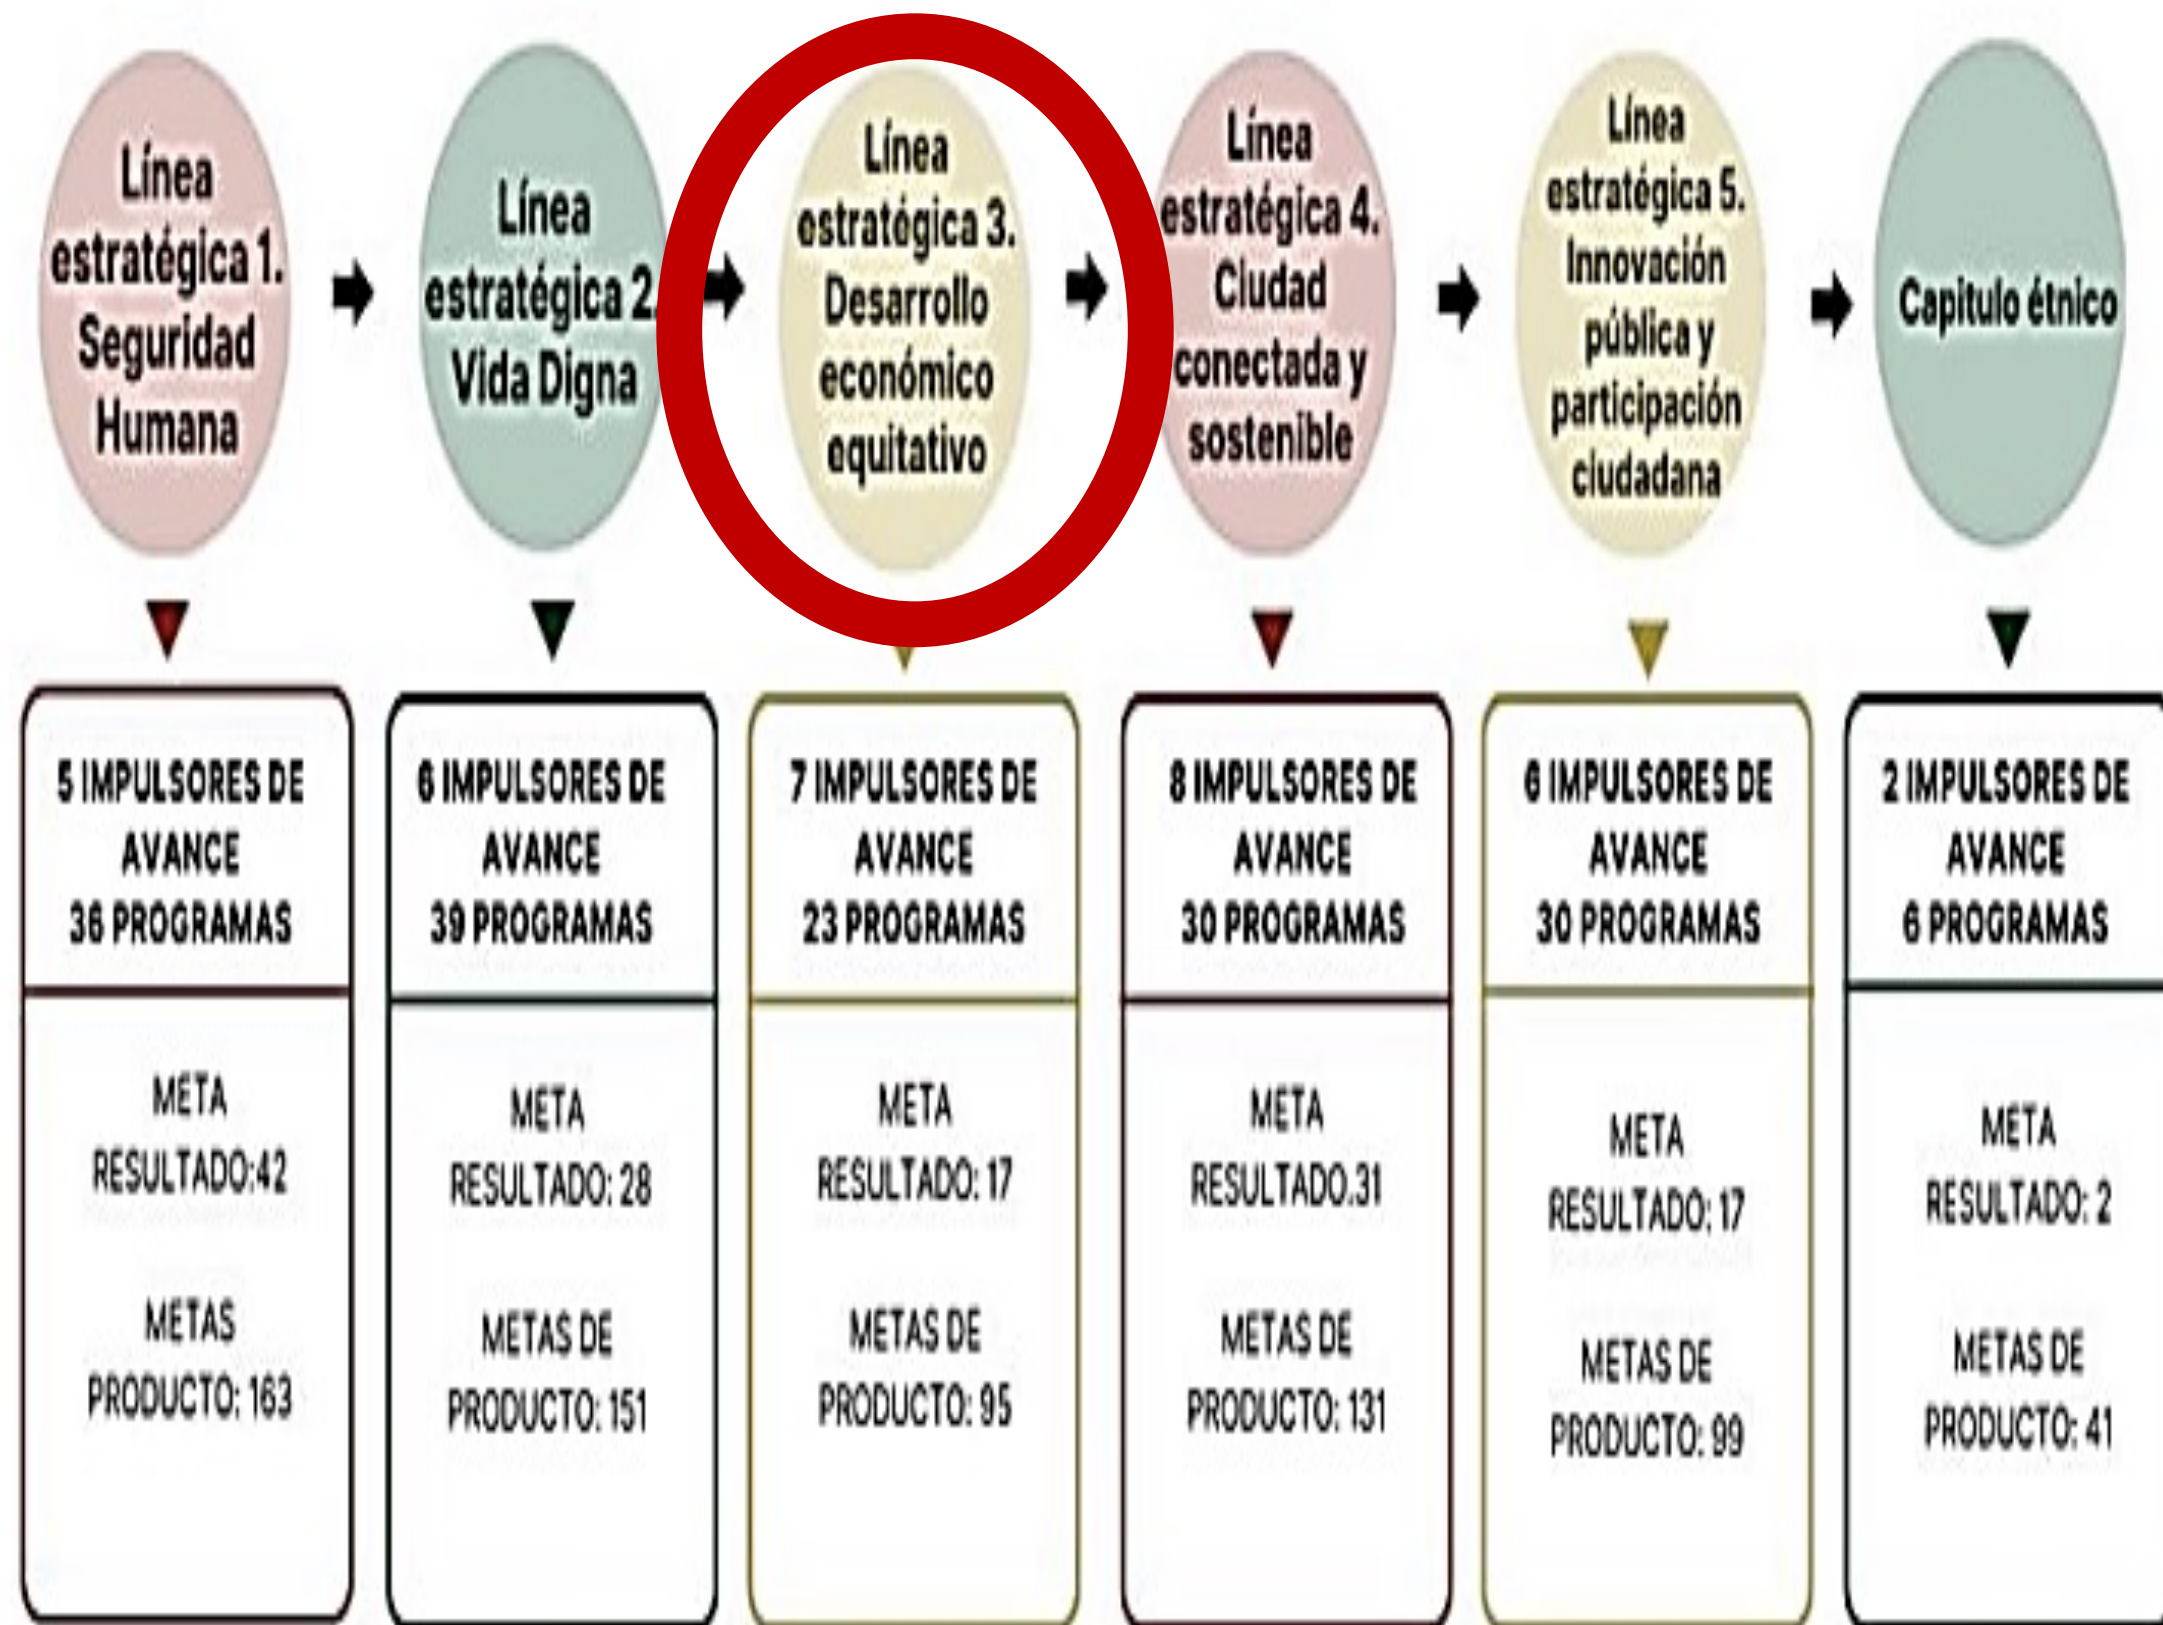 Línea
estratégica 1.
Seguridad
Humana
Línea
estratégica 2.
Vida Digna
Línea
estratégica 3.
Desarrollo
económico
equitativo
Línea
estratégica 4.
Ciudad
conectada y
sostenible
Línea
estratégica 5.
Innovación
pública y
participación
ciudadana
Capitulo étnico
5 IMPULSORES DE
AVANCE
36 PROGRAMAS
META
RESULTADO:42
METAS
PRODUCTO: 163
6 IMPULSORES DE
AVANCE
39 PROGRAMAS
META
RESULTADO: 28
METAS DE
PRODUCTO: 151
7 IMPULSORES DE
AVANCE
23 PROGRAMAS
META
RESULTADO: 17
METAS DE
PRODUCTO: 95
8 IMPULSORES DE
AVANCE
30 PROGRAMAS
META
RESULTADO.31
METAS DE
PRODUCTO: 131
6 IMPULSORES DE
AVANCE
30 PROGRAMAS
META
RESULTADO: 17
METAS DE
PRODUCTO: 99
2 IMPULSORES DE
AVANCE
6 PROGRAMAS
META
RESULTADO: 2
METAS DE
PRODUCTO: 41